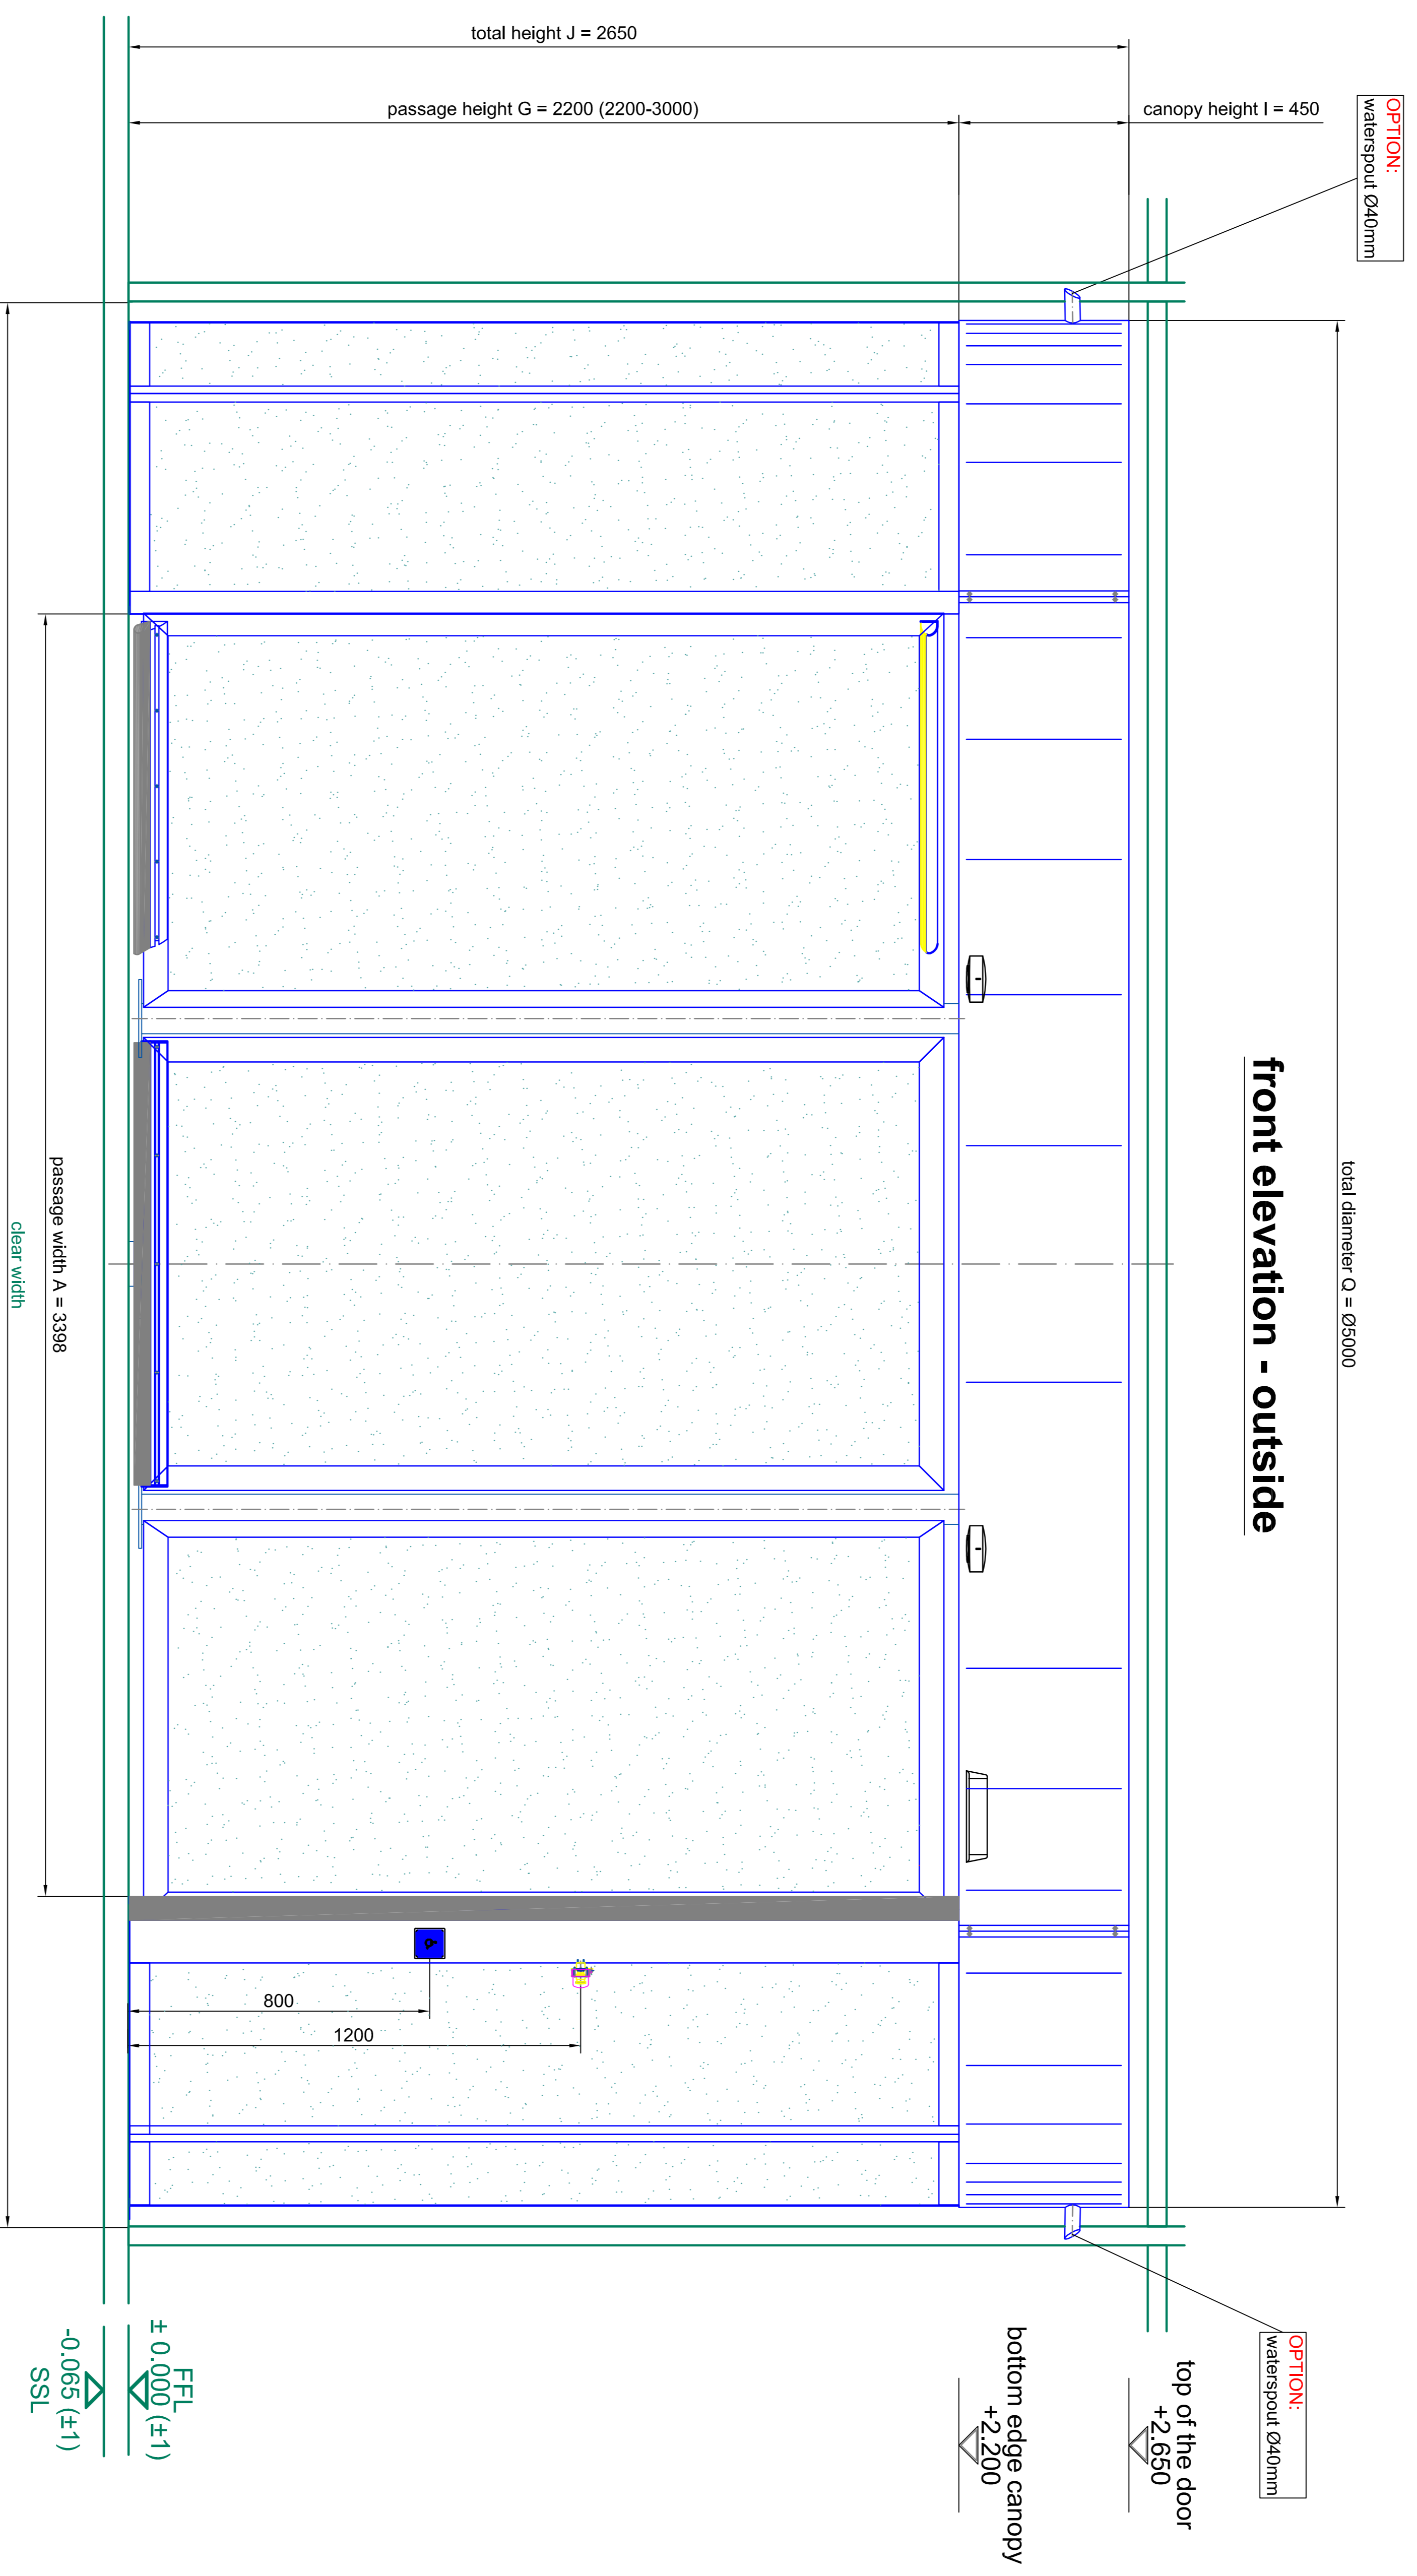 front elevation - outside
total diameter Q = Ø5000
OPTION:
waterspout Ø40mm
OPTION:
waterspout Ø40mm
total height J = 2650
passage height G = 2200 (2200-3000)
canopy height I = 450
top of the door
+2.650
bottom edge canopy
+2.200
800
1200
FFL
± 0.000 (±1)
-0.065 (±1)
SSL
passage width A = 3398
clear width